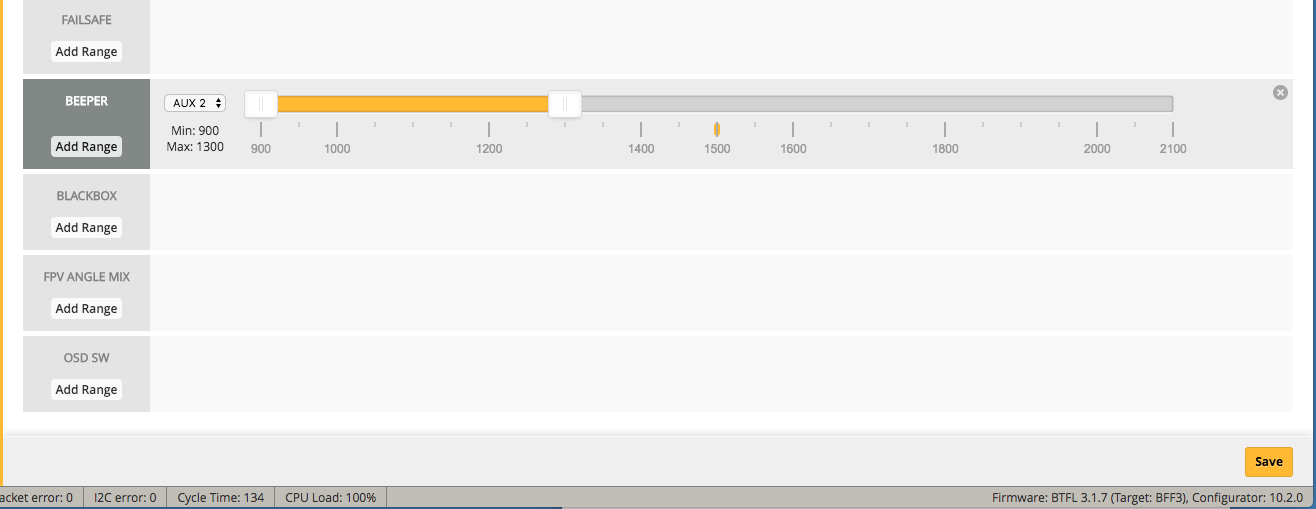 FAILSAFE
Add Range
BEEPER
Add Range
AUX 2
Min: 900
Max: 1300
900 1000 1200 1400 1500 1600 1800 2000 2100
BLACKBOX
Add Range
FPV ANGLE MIX
Add Range
OSD SW
Add Range
Save
acket error: 0 I2C error: 0 Cycle Time: 134 CPU Load: 100% Firmware: BTFL 3.1.7 (Target: BFF3), Configurator: 10.2.0